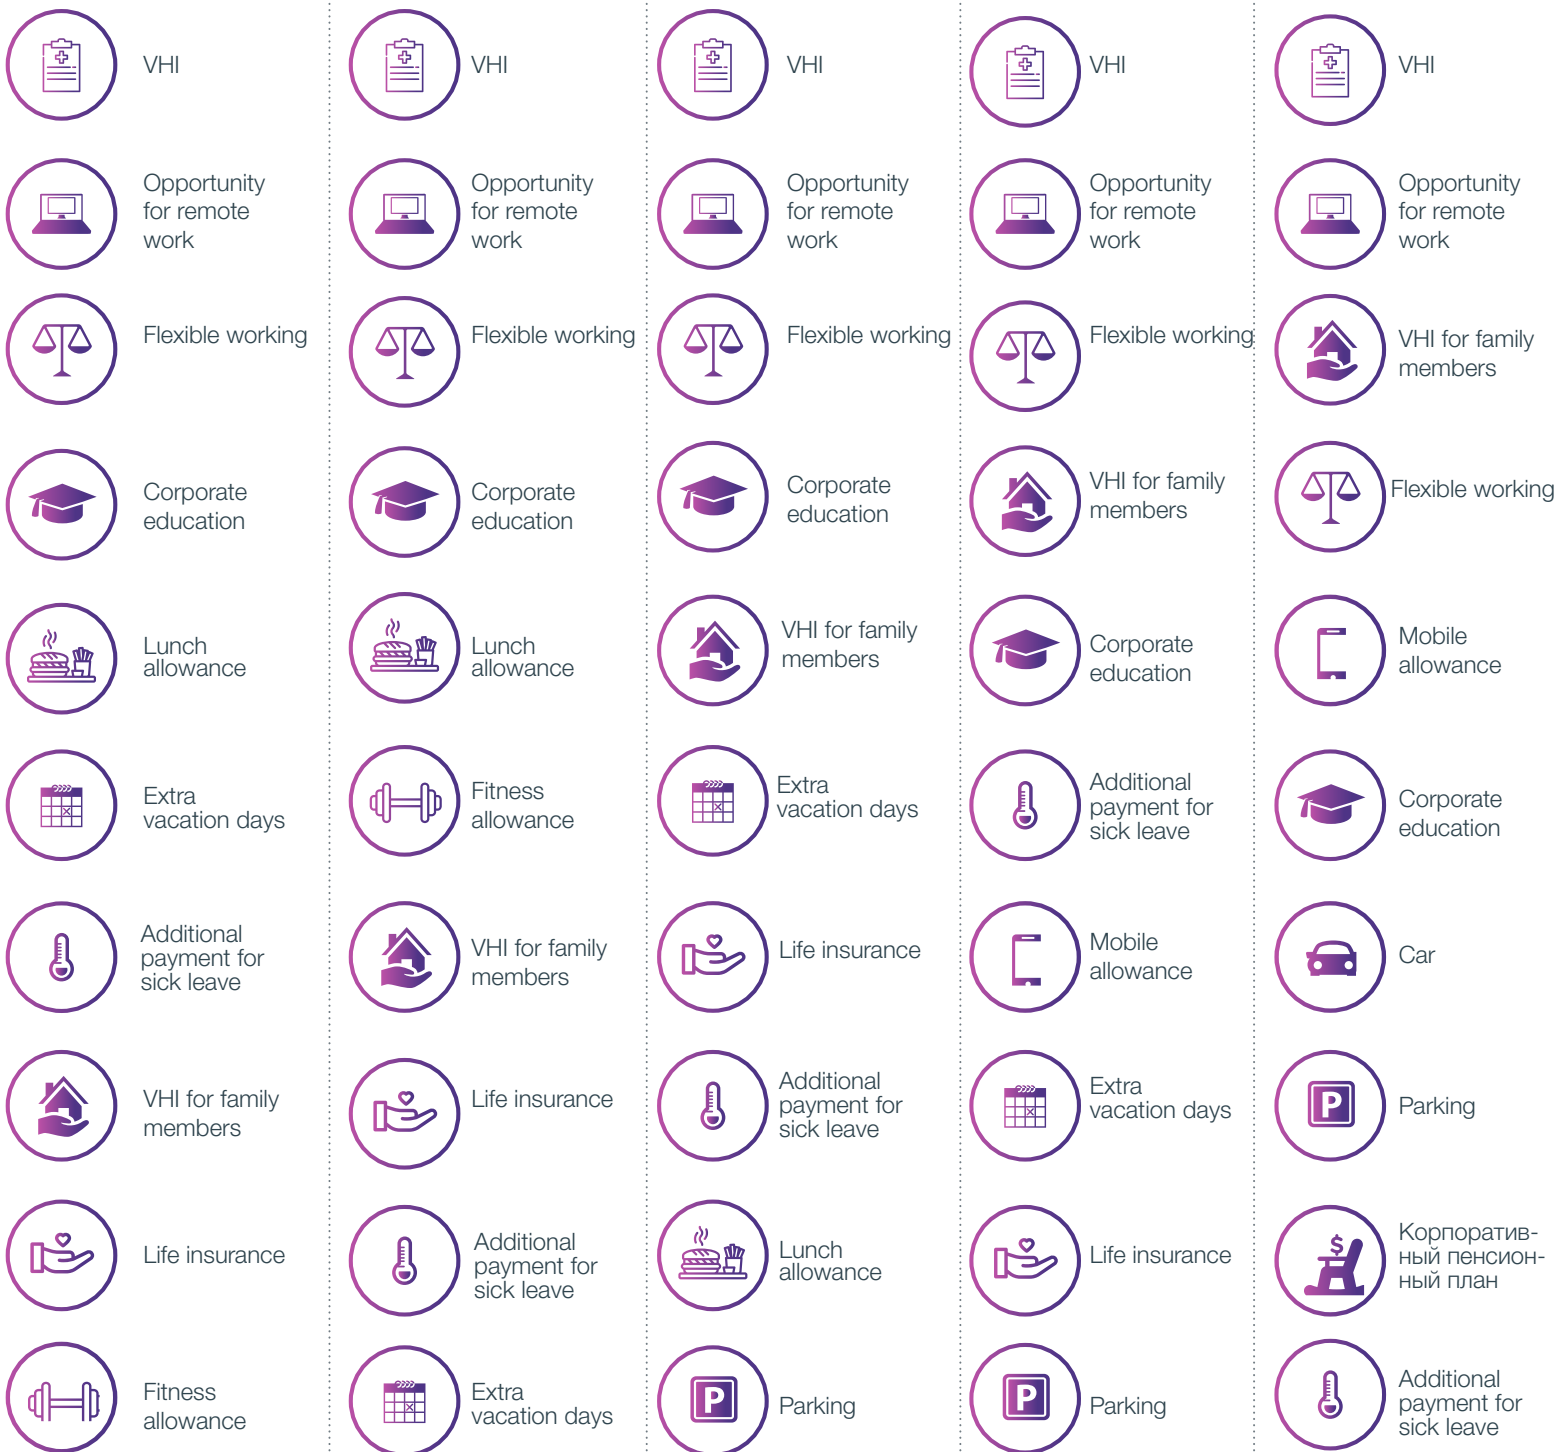 VHI
Opportunity
for remote
work
Flexible working
Corporate
education
Lunch
allowance
Extra
vacation days
Additional
payment for
sick leave
VHI for family
members
Life insurance
Fitness
allowance
VHI
Opportunity
for remote
work
Flexible working
Corporate
education
Lunch
allowance
Fitness
allowance
VHI for family
members
Life insurance
Additional
payment for
sick leave
Extra
vacation days
VHI
Opportunity
for remote
work
Flexible working
Corporate
education
VHI for family
members
Extra
vacation days
Life insurance
Additional
payment for
sick leave
Lunch
allowance
P
Parking
VHI
Opportunity
for remote
work
Flexible working
VHI for family
members
Corporate
education
Additional
payment for
sick leave
Mobile
allowance
Extra
vacation days
Life insurance
P
Parking
VHI
Opportunity
for remote
work
VHI for family
members
Flexible working
Mobile
allowance
Corporate
education
Car
P
Parking
$
Корпоратив-
ный пенсион-
ный план
Additional
payment for
sick leave